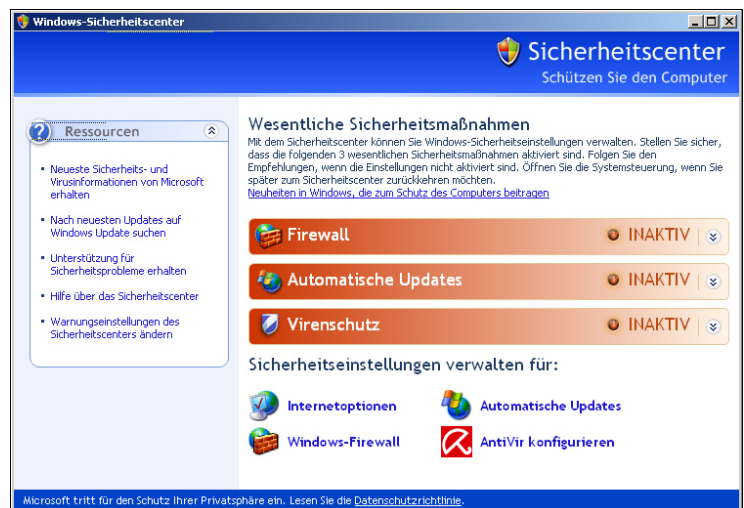 Windows-Sicherheitscenter
Sicherheitscenter
Schützen Sie den Computer
Ressourcen
Neueste Sicherheits- und
Virusinformationen von Microsoft
erhalten
Nach neuesten Updates auf
Windows Update suchen
Unterstützung für
Sicherheitsprobleme erhalten
Hilfe über das Sicherheitscenter
Warnungseinstellungen des
Sicherheitscenters ändern
Wesentliche Sicherheitsmaßnahmen
Mit dem Sicherheitscenter können Sie Windows-Sicherheitseinstellungen verwalten. Stellen Sie sicher,
dass die folgenden 3 wesentlichen Sicherheitsmaßnahmen aktiviert sind. Folgen Sie den
Empfehlungen, wenn die Einstellungen nicht aktiviert sind. Öffnen Sie die Systemsteuerung, wenn Sie
später zum Sicherheitscenter zurückkehren möchten.
Neuheiten in Windows, die zum Schutz des Computers beitragen
Firewall INAKTIV
Automatische Updates INAKTIV
Virenschutz INAKTIV
Sicherheitseinstellungen verwalten für:
Internetoptionen Automatische Updates
Windows-Firewall AntiVir konfigurieren
Microsoft tritt für den Schutz Ihrer Privatsphäre ein. Lesen Sie die Datenschutzrichtlinie.